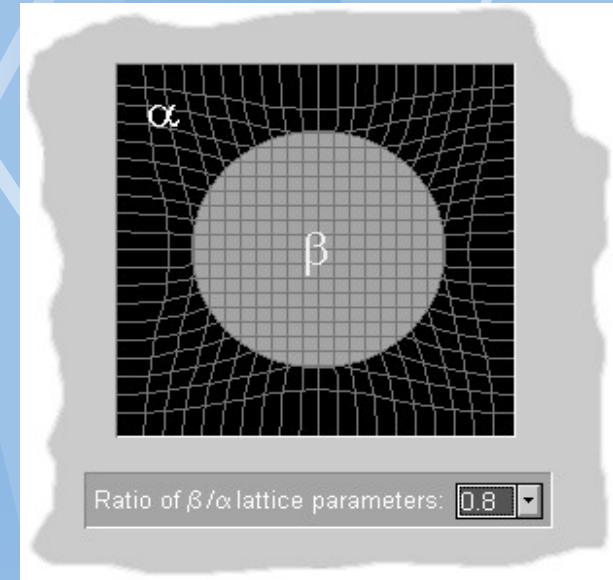 α
β
Ratio of β/α lattice parameters: 0.8